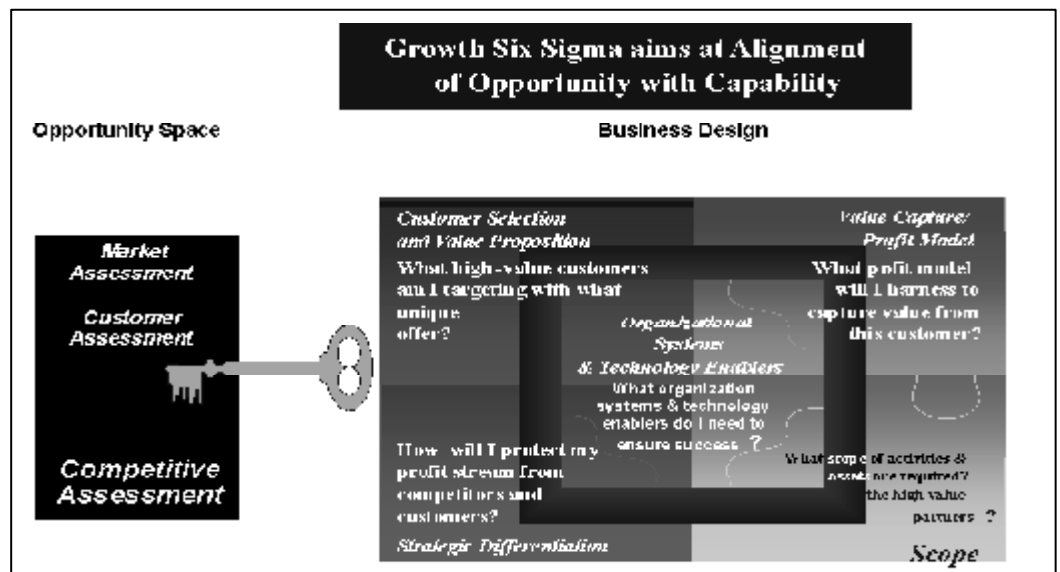 Growth Six Sigma aims at Alignment
of Opportunity with Capability
Opportunity Space
Business Design
Market
Assessment
Customer
Assessment
Competitive
Assessment
Customer Selection
and Value Proposition
What high-value customers
am I targeting with what
unique
offer?
Value Capture/
Profit Model
What profit model
will I harness to
capture value from
this customer?
Organizational
Systems
& Technology Enablers
What organization
systems & technology
enablers do I need to
ensure success ?
How will I protect my
profit stream from
competitors and
customers?
Strategic Differentiation
What scope of activities &
assets are required?
the high value
partners ?
Scope